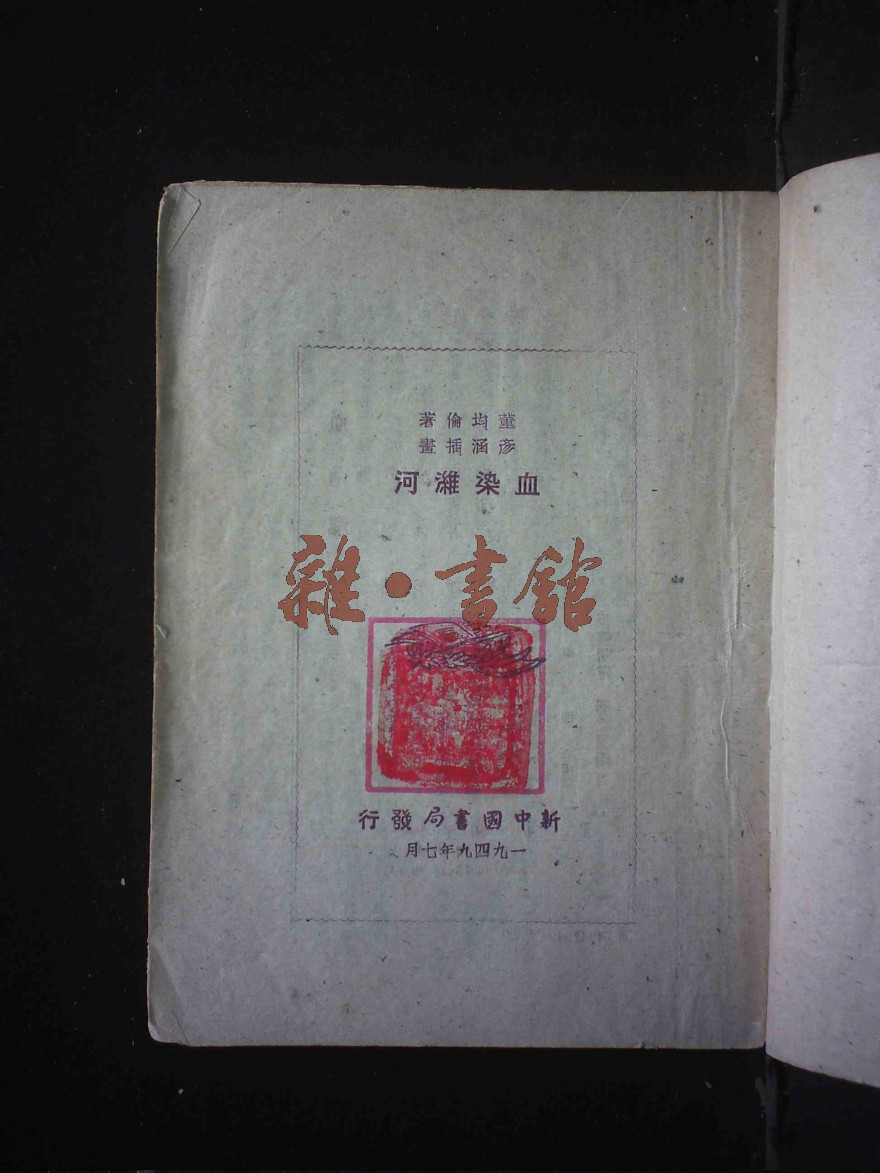 董均倫著
彥涵插畫
血染濰河
雜·書館
新中國書局發行
一九四九年七月